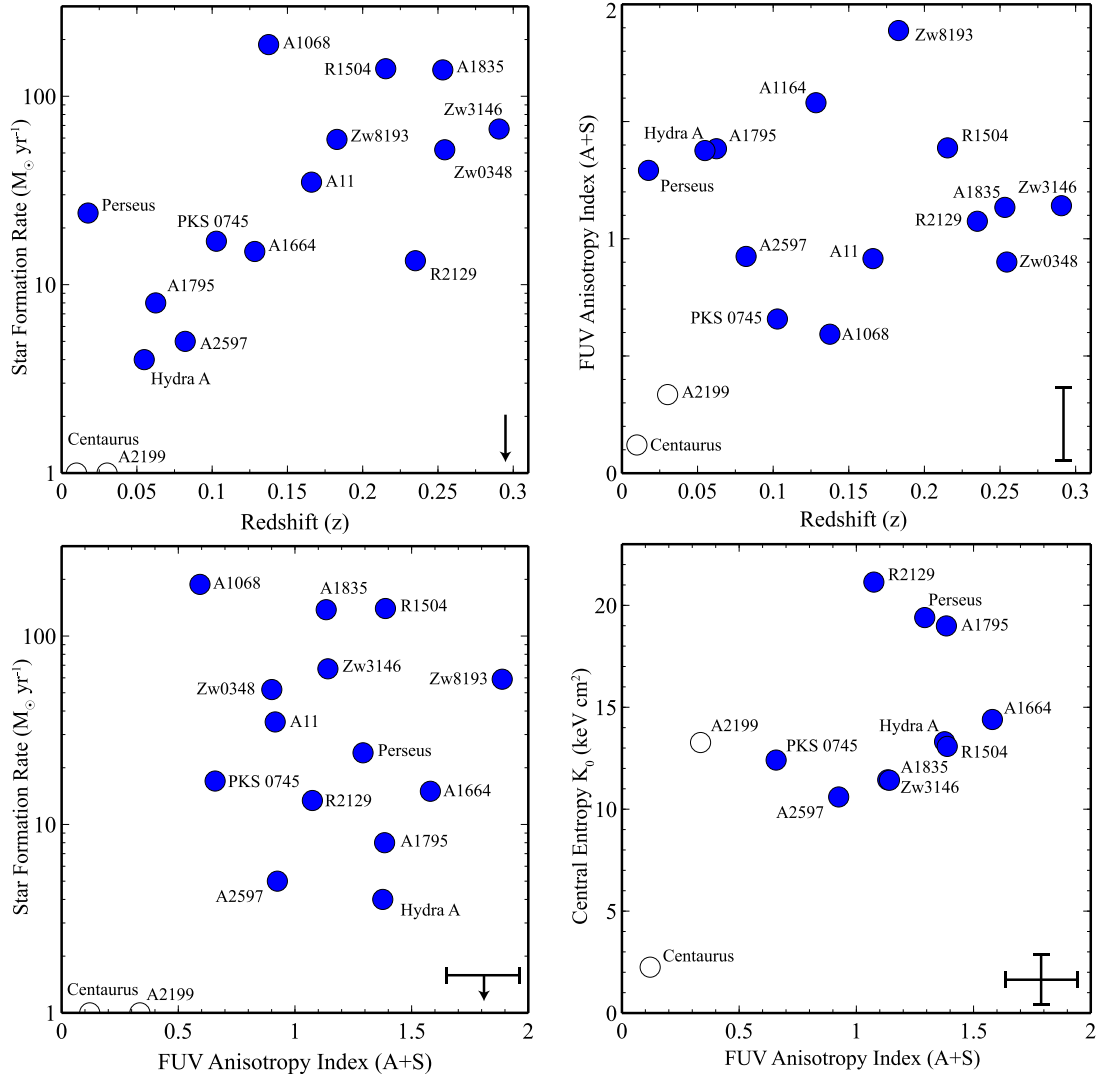 Star Formation Rate (M☉ yr⁻¹)
100
10
1
A1068
R1504
A1835
Zw3146
Zw8193
Zw0348
A11
Perseus
PKS 0745
A1664
R2129
A1795
A2597
Hydra A
Centaurus
A2199
0 0.05 0.1 0.15 0.2 0.25 0.3
Redshift (z)
FUV Anisotropy Index (A+S)
2
1
0
Zw8193
A1164
Hydra A
A1795
R1504
Perseus
A1835
Zw3146
R2129
A2597
A11
Zw0348
PKS 0745
A1068
A2199
Centaurus
0 0.05 0.1 0.15 0.2 0.25 0.3
Redshift (z)
Star Formation Rate (M☉ yr⁻¹)
100
10
1
A1068
A1835
R1504
Zw3146
Zw8193
Zw0348
A11
Perseus
PKS 0745
R2129
A1664
A1795
A2597
Hydra A
Centaurus
A2199
0 0.5 1 1.5 2
FUV Anisotropy Index (A+S)
Central Entropy K₀ (keV cm²)
20
15
10
5
0
R2129
Perseus
A1795
A1664
A2199
Hydra A
PKS 0745
R1504
A1835
Zw3146
A2597
Centaurus
0 0.5 1 1.5 2
FUV Anisotropy Index (A+S)